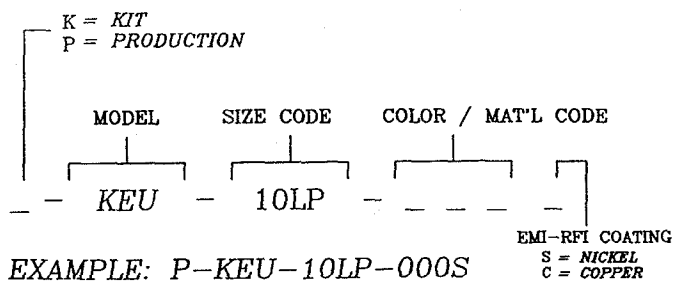 K = KIT
P = PRODUCTION
MODEL SIZE CODE COLOR / MAT'L CODE
_ - KEU - 10LP - _ _ _ _
EMI-RFI COATING
S = NICKEL
C = COPPER
EXAMPLE: P-KEU-10LP-000S